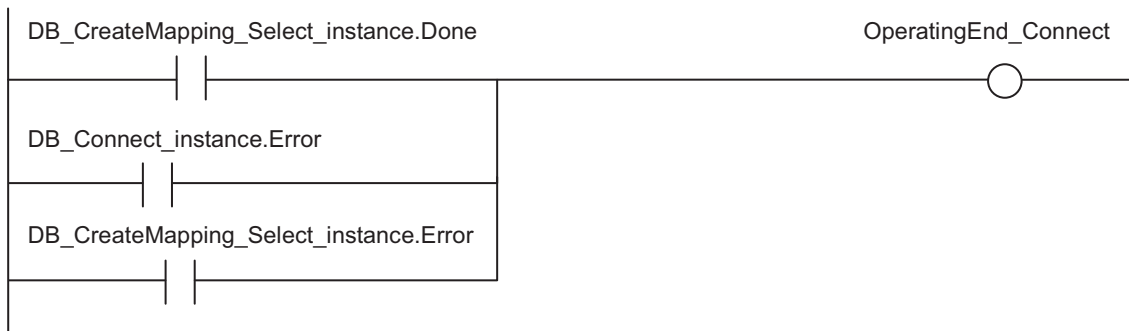 DB_CreateMapping_Select_instance.Done
OperatingEnd_Connect
DB_Connect_instance.Error
DB_CreateMapping_Select_instance.Error